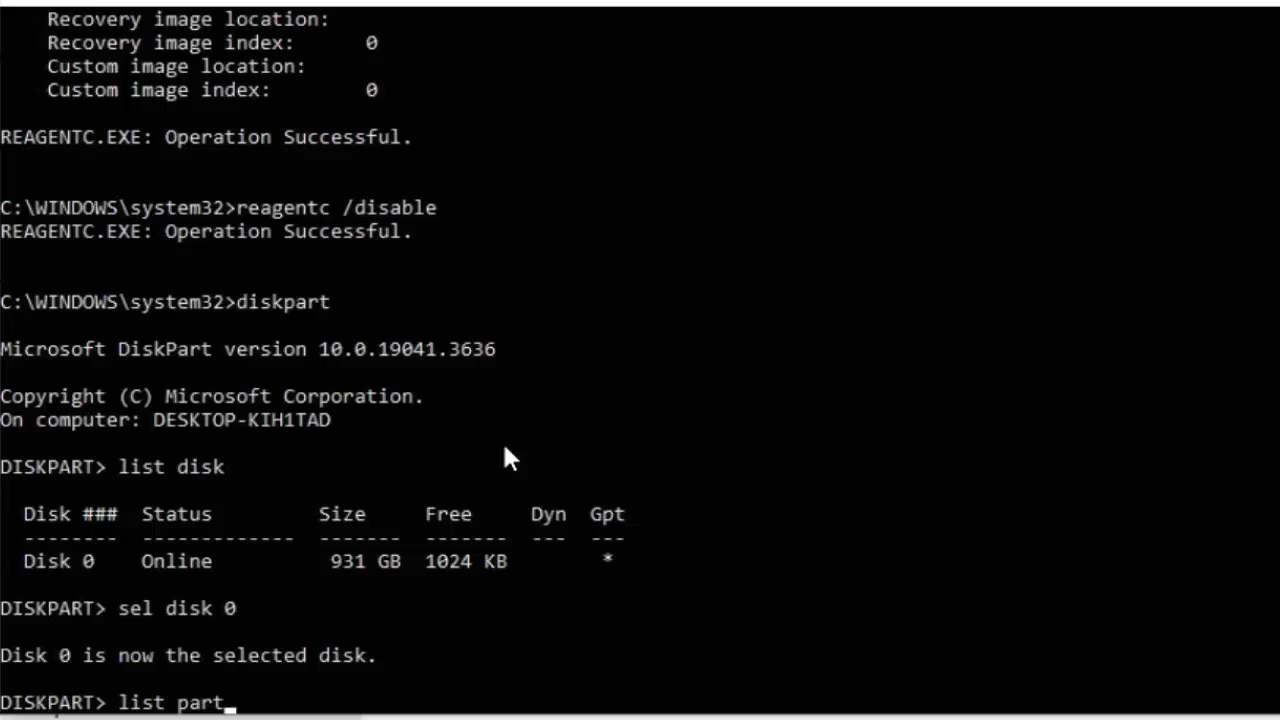 Recovery image location:
Recovery image index: 0
Custom image location:
Custom image index: 0
REAGENTC.EXE: Operation Successful.
C:\WINDOWS\system32>reagentc /disable
REAGENTC.EXE: Operation Successful.
C:\WINDOWS\system32>diskpart
Microsoft DiskPart version 10.0.19041.3636
Copyright (C) Microsoft Corporation.
On computer: DESKTOP-KIH1TAD
DISKPART> list disk
Disk ### Status Size Free Dyn Gpt
-------- ------------- ------- ------- --- ---
Disk 0 Online 931 GB 1024 KB *
DISKPART> sel disk 0
Disk 0 is now the selected disk.
DISKPART> list part_